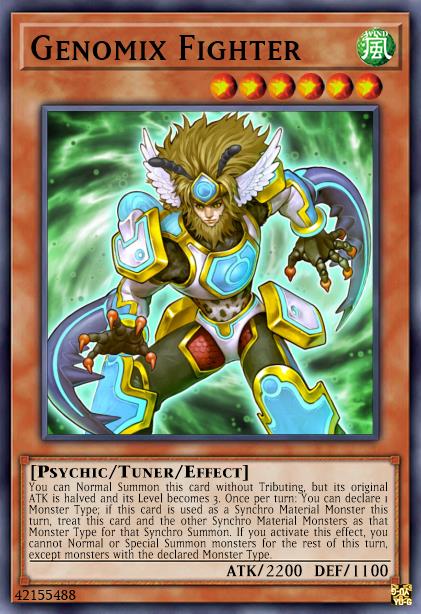 Genomix Fighter
WIND
風
[Psychic/Tuner/Effect]
You can Normal Summon this card without Tributing, but its original
ATK is halved and its Level becomes 3. Once per turn: You can declare 1
Monster Type; if this card is used as a Synchro Material Monster this
turn, treat this card and the other Synchro Material Monsters as that
Monster Type for that Synchro Summon. If you activate this effect, you
cannot Normal or Special Summon monsters for the rest of this turn,
except monsters with the declared Monster Type.
ATK/2200 DEF/1100
42155488